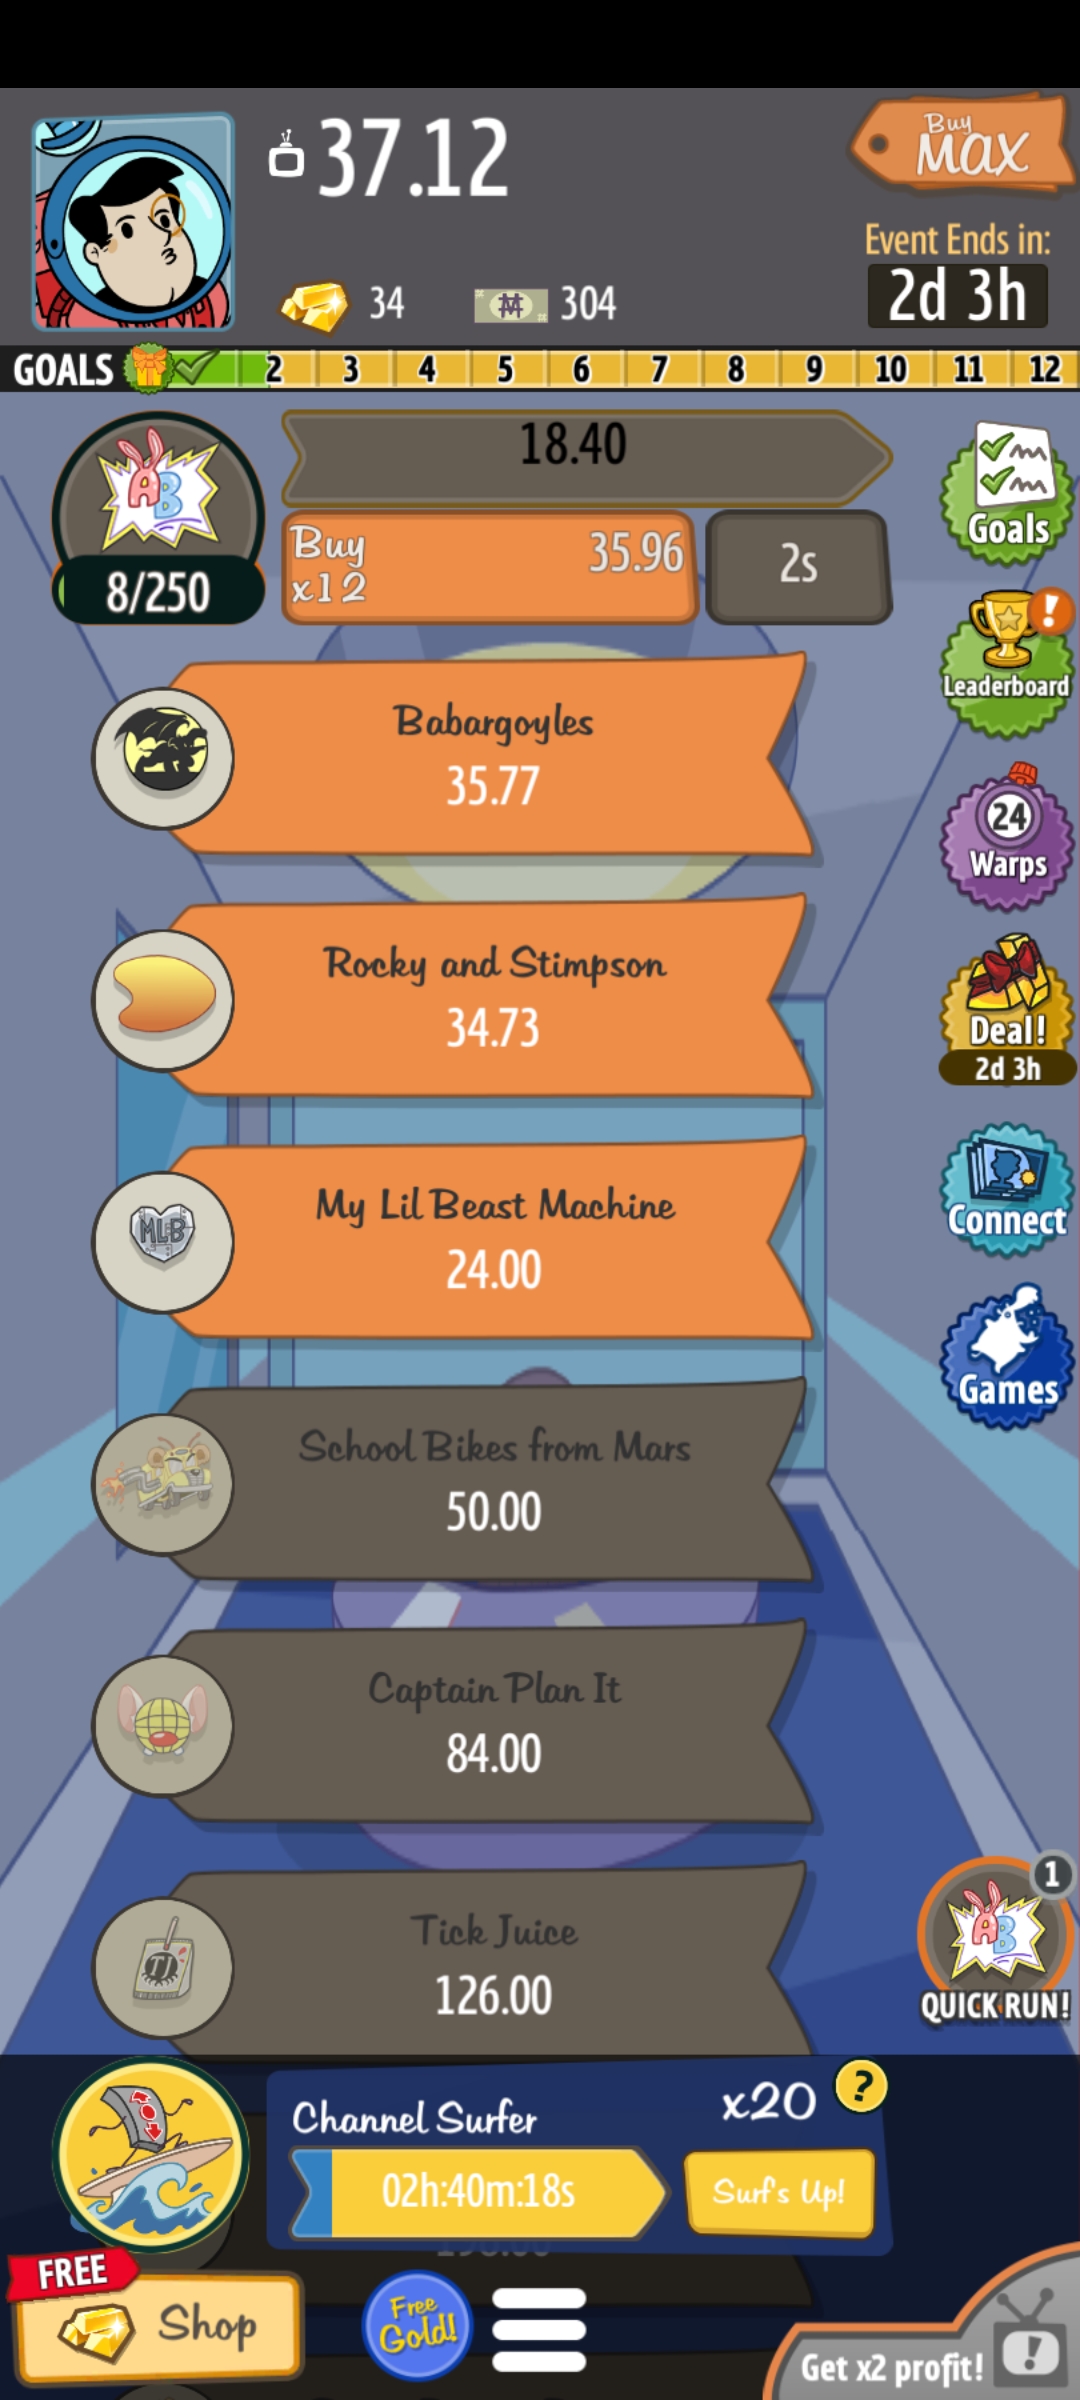 37.12
Buy
MAX
Event Ends in:
2d 3h
34
304
GOALS 2 3 4 5 6 7 8 9 10 11 12
AB
18.40
8/250
Buy
x12
35.96
2s
Goals
Leaderboard
!
Babargoyles
35.77
24
Warps
Rocky and Stimpson
34.73
Deal!
2d 3h
MLB
My Lil Beast Machine
24.00
Connect
Games
School Bikes from Mars
50.00
Captain Plan It
84.00
TJ
Tick Juice
126.00
1
AB
QUICK RUN!
Channel Surfer
x20
?
02h:40m:18s
Surf's Up!
FREE
Shop
Free
Gold!
Get x2 profit!
!